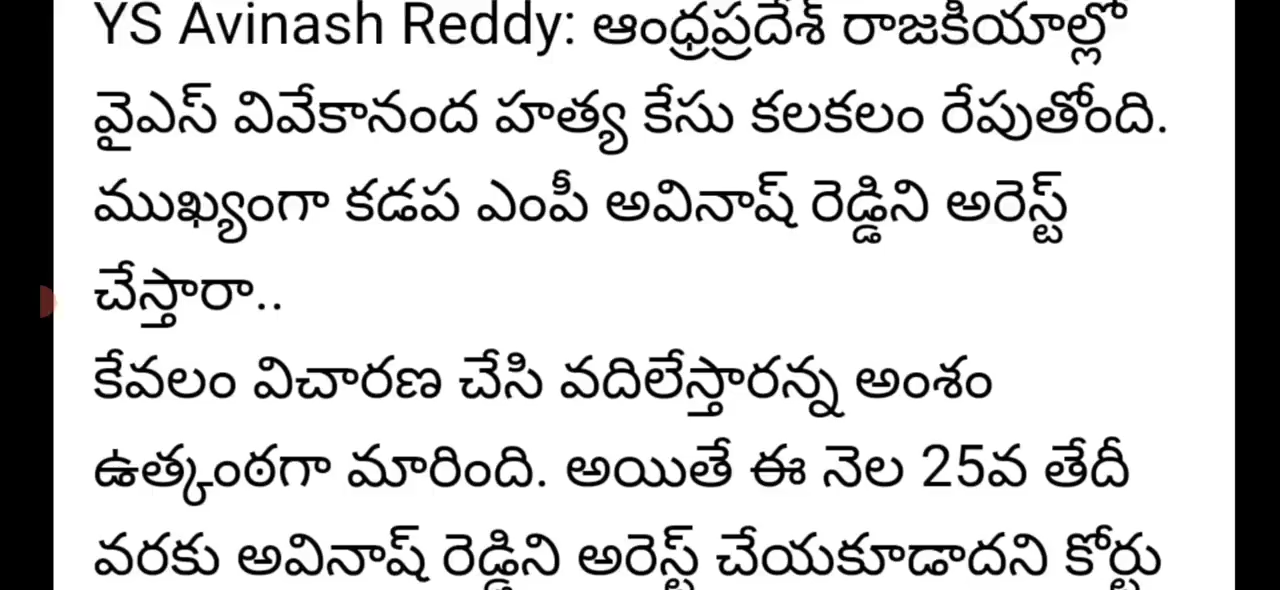 YS Avinash Reddy: ఆంధ్రప్రదేశ్ రాజకీయాల్లో
వైఎస్ వివేకానంద హత్య కేసు కలకలం రేపుతోంది.
ముఖ్యంగా కడప ఎంపీ అవినాష్ రెడ్డిని అరెస్ట్
చేస్తారా..
కేవలం విచారణ చేసి వదిలేస్తారన్న అంశం
ఉత్కంఠగా మారింది. అయితే ఈ నెల 25వ తేదీ
వరకు అవినాష్ రెడ్డిని అరెస్ట్ చేయకూడాదని కోర్టు